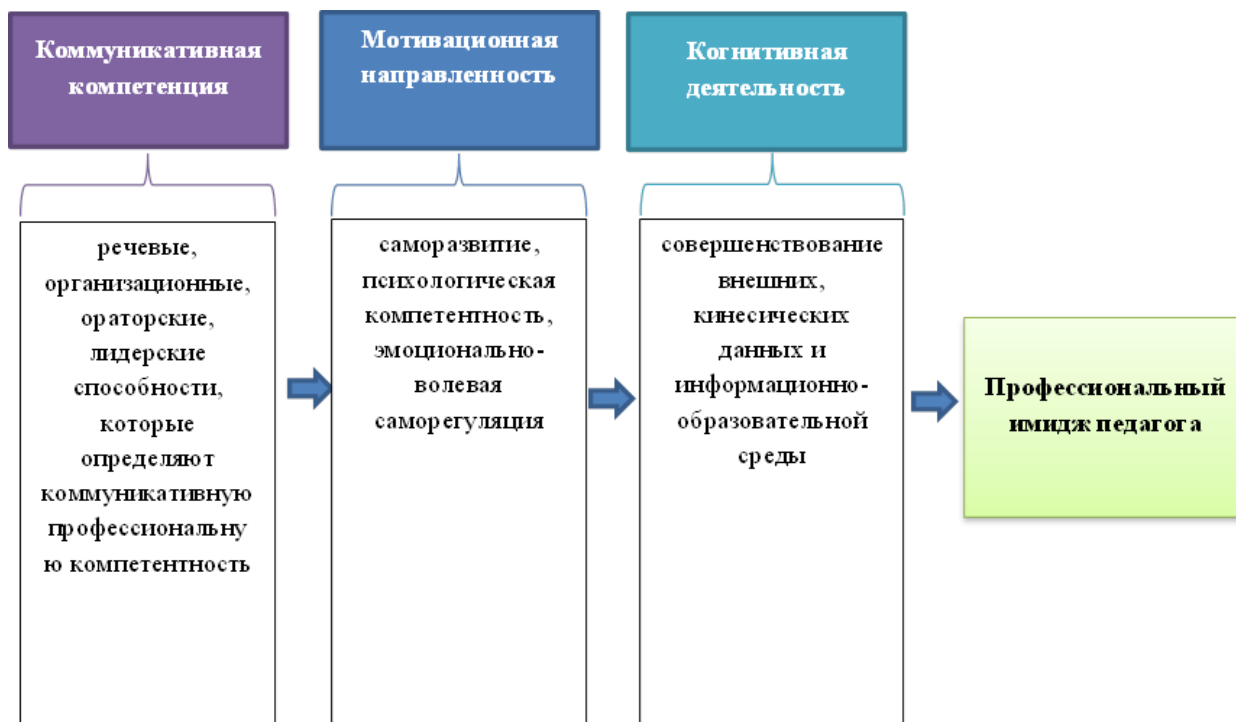 Коммуникативная
компетенция
Мотивационная
направленность
Когнитивная
деятельность
речевые,
организационные,
ораторские,
лидерские
способности,
которые
определяют
коммуникативную
профессиональну
ю компетентность
саморазвитие,
психологическая
компетентность,
эмоционально-
волевая
саморегуляция
совершенствование
внешних,
кинесических
данных и
информационно-
образовательной
среды
Профессиональный
имидж педагога